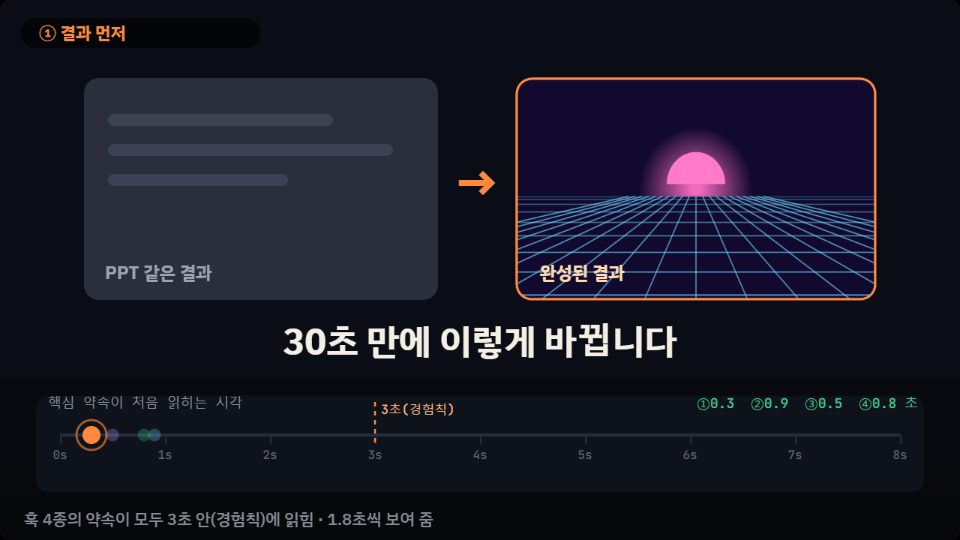 ① 결과 먼저
→
PPT 같은 결과
완성된 결과
30초 만에 이렇게 바뀝니다
핵심 약속이 처음 읽히는 시각
3초(경험칙)
①0.3 ②0.9 ③0.5 ④0.8 초
0s 1s 2s 3s 4s 5s 6s 7s 8s
훅 4종의 약속이 모두 3초 안(경험칙)에 읽힘 · 1.8초씩 보여 줌